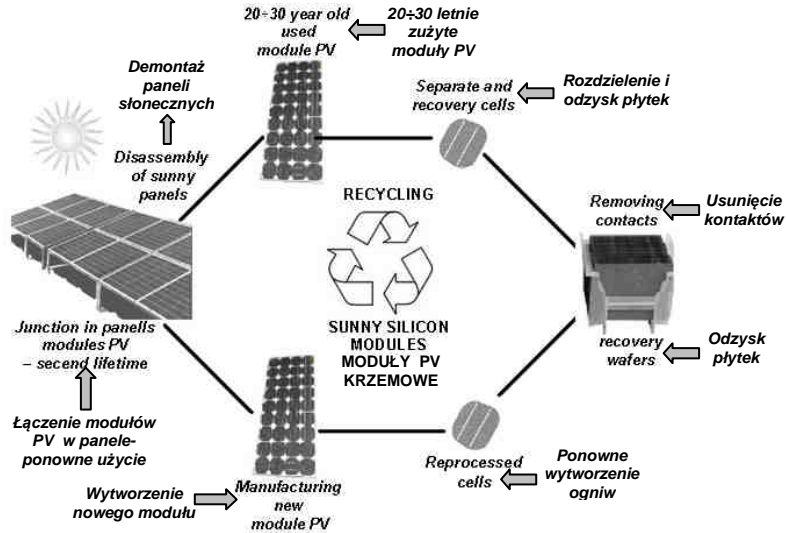 20÷30 year old
used
module PV
20÷30 letnie
zużyte
moduły PV
Demontaż
paneli
słonecznych
Disassembly
of sunny
panels
Separate and
recovery cells
Rozdzielenie i
odzysk płytek
RECYCLING
Removing
contacts
Usunięcie
kontaktów
SUNNY SILICON
MODULES
MODUŁY PV
KRZEMOWE
Junction in panells
modules PV
– secend lifetime
recovery
wafers
Odzysk
płytek
Łączenie modułów
PV w panele-
ponowne użycie
Reprocessed
cells
Ponowne
wytworzenie
ogniw
Wytworzenie
nowego modułu
Manufacturing
new
module PV